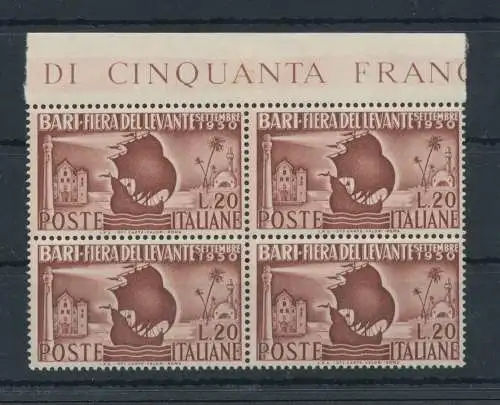 DI CINQUANTA FRANC
BARI-FIERA DEL LEVANTE SETTEMBRE 1950
L.20
POSTE ITALIANE
BARI-FIERA DEL LEVANTE SETTEMBRE 1950
L.20
POSTE ITALIANE
BARI-FIERA DEL LEVANTE SETTEMBRE 1950
L.20
POSTE ITALIANE
BARI-FIERA DEL LEVANTE SETTEMBRE 1950
L.20
POSTE ITALIANE